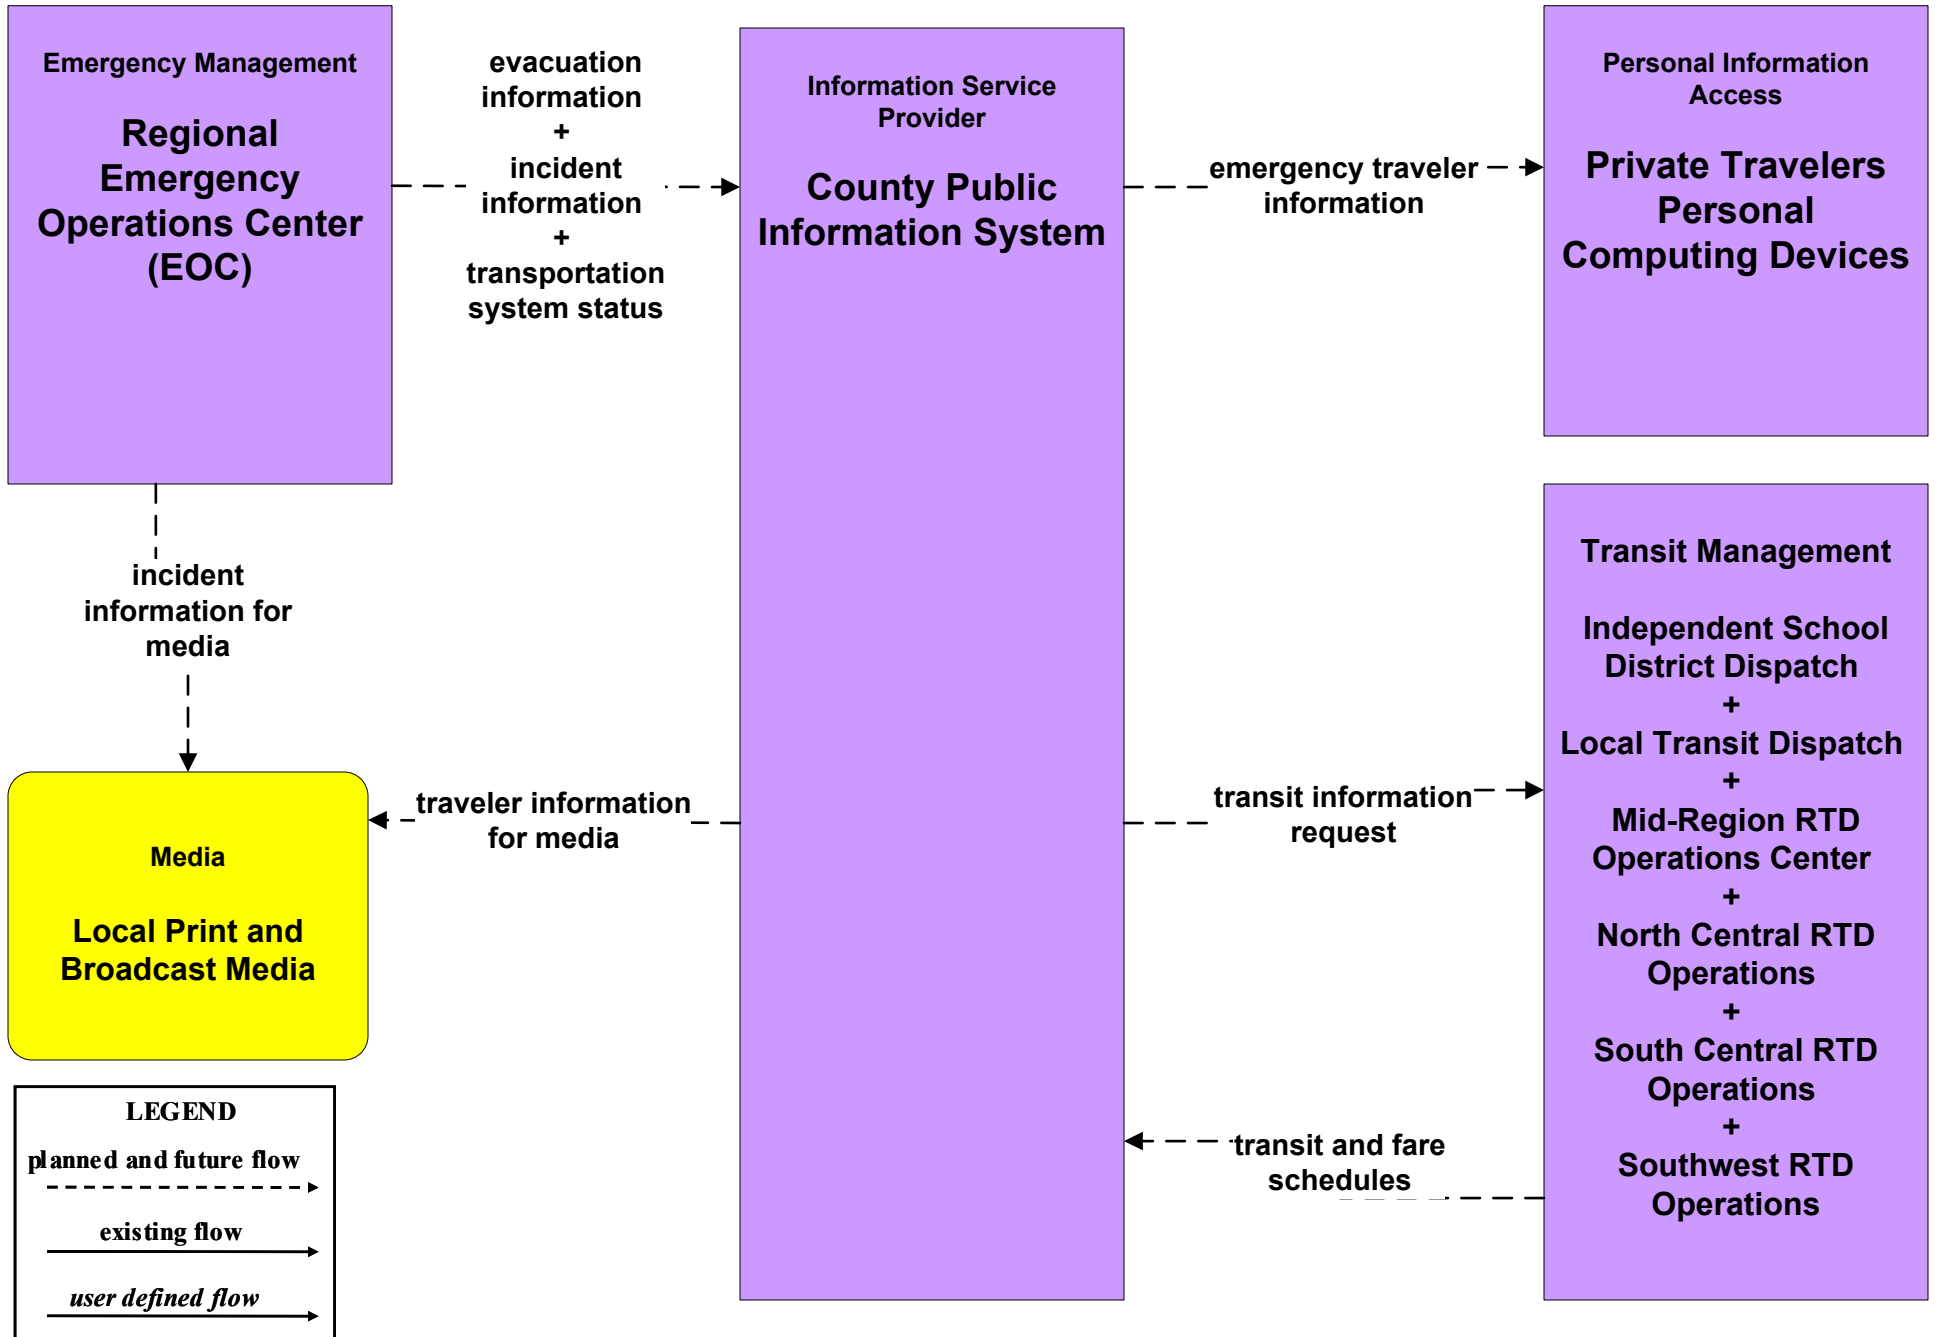 Emergency Management
Regional
Emergency
Operations Center
(EOC)
evacuation
information
+
incident
information
+
transportation
system status
Information Service
Provider
County Public
Information System
emergency traveler
information
Personal Information
Access
Private Travelers
Personal
Computing Devices
incident
information for
media
Media
Local Print and
Broadcast Media
traveler information
for media
transit information
request
transit and fare
schedules
Transit Management
Independent School
District Dispatch
+
Local Transit Dispatch
+
Mid-Region RTD
Operations Center
+
North Central RTD
Operations
+
South Central RTD
Operations
+
Southwest RTD
Operations
LEGEND
planned and future flow
existing flow
user defined flow